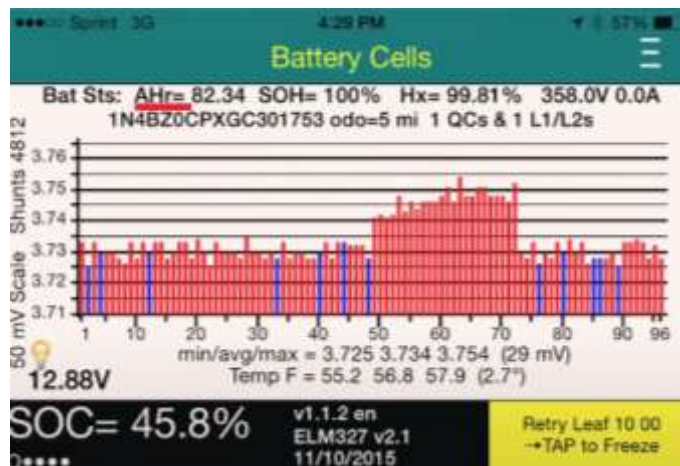 Sprint 3G 4:29 PM 57%
Battery Cells
Bat Sts: AHr= 82.34 SOH= 100% Hx= 99.81% 358.0V 0.0A
1N4BZ0CPXGC301753 odo=5 mi 1 QCs & 1 L1/L2s
50 mV Scale Shunts 4812
3.76
3.75
3.74
3.73
3.72
3.71
1 10 20 30 40 50 60 70 80 90 96
min/avg/max = 3.725 3.734 3.754 (29 mV)
Temp F = 55.2 56.8 57.9 (2.7°)
12.88V
SOC= 45.8%
v1.1.2 en
ELM327 v2.1
11/10/2015
Retry Leaf 10 00
→TAP to Freeze